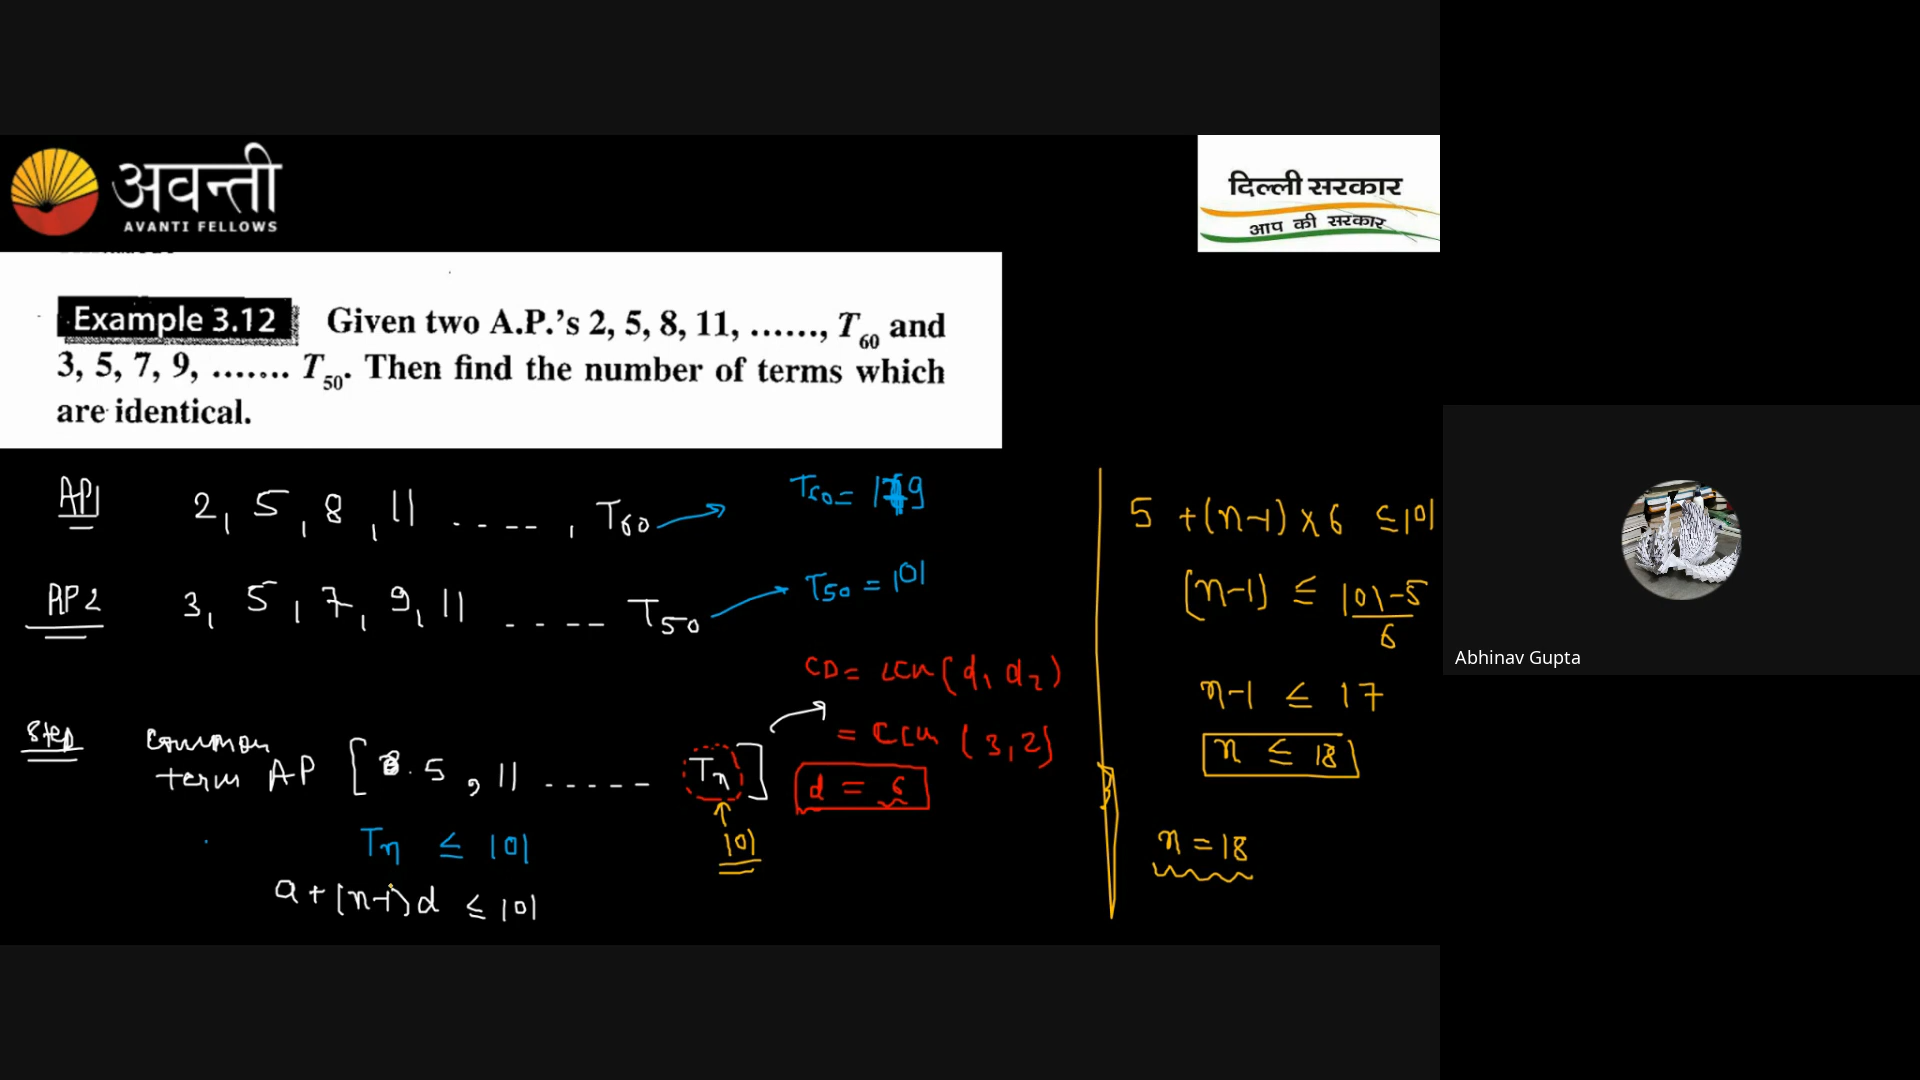 अवन्ती
AVANTI FELLOWS
दिल्ली सरकार
आप की सरकार
Example 3.12 Given two A.P.'s 2, 5, 8, 11, ......, T60 and
3, 5, 7, 9, ....... T50. Then find the number of terms which
are identical.
AP1 2, 5, 8, 11 ...., T60 → T60 = 179
AP2 3, 5, 7, 9, 11 .... T50 → T50 = 101
CD = LCM (d1 d2)
= LCM (3,2)
d = 6
Step common
term AP [ 5, 11 ..... Tn ]
101
Tn ≤ 101
a + (n-1)d ≤ 101
5 + (n-1) x 6 ≤ 101
(n-1) ≤ 101-5
6
n-1 ≤ 17
n ≤ 18
n = 18
Abhinav Gupta